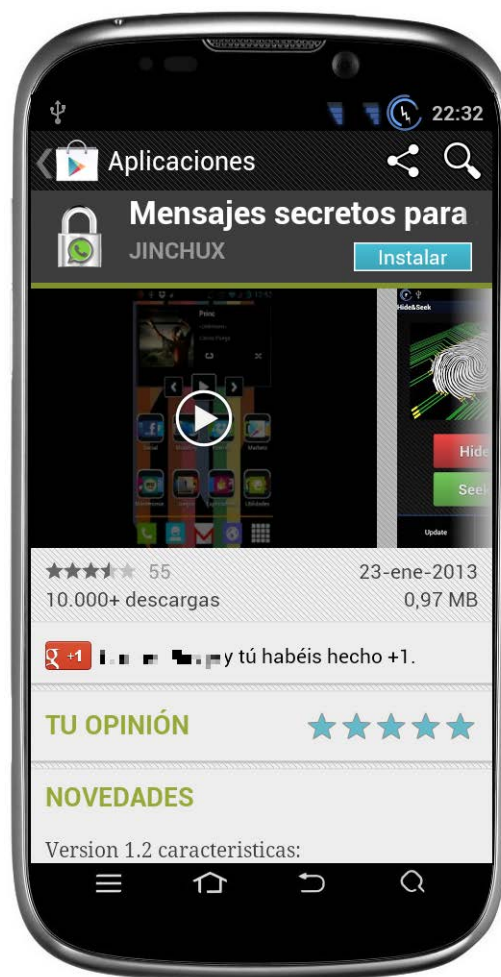 22:32
Aplicaciones
Mensajes secretos para
JINCHUX
Instalar
Hide&Seek
Hide
Seek
Update
55
23-ene-2013
10.000+ descargas
0,97 MB
g +1
y tú habéis hecho +1.
TU OPINIÓN
NOVEDADES
Version 1.2 caracteristicas: